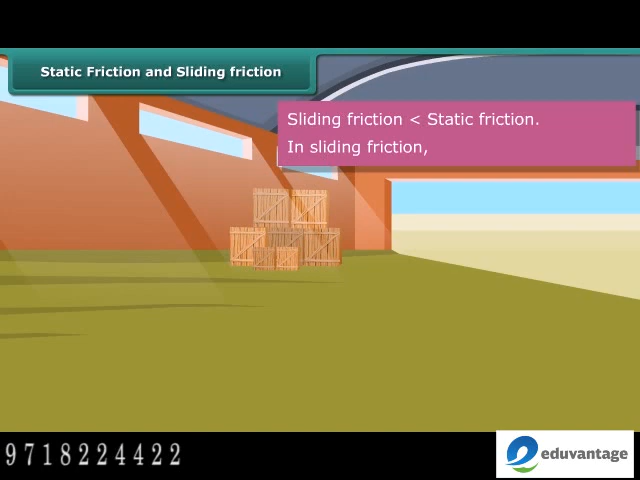 Static Friction and Sliding friction
Sliding friction < Static friction.
In sliding friction,
9718224422
eduvantage